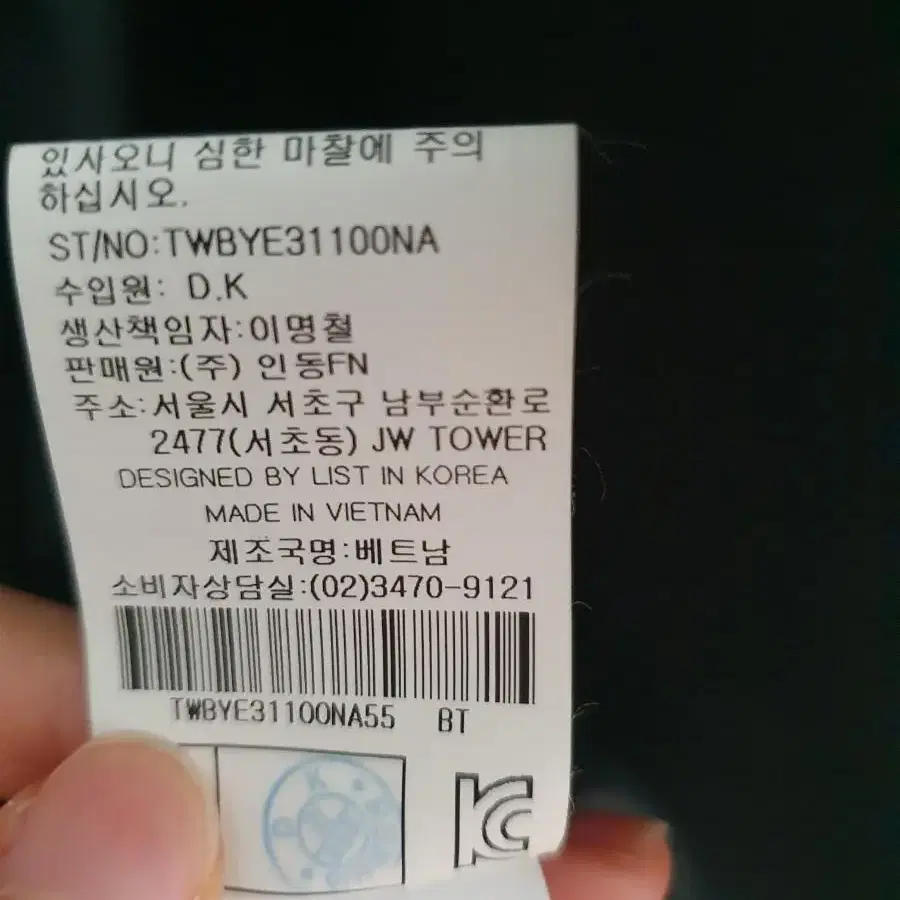 있사오니 심한 마찰에 주의
하십시오.
ST/NO:TWBYE31100NA
수입원: D.K
생산책임자:이명철
판매원:(주) 인동FN
주소:서울시 서초구 남부순환로
2477(서초동) JW TOWER
DESIGNED BY LIST IN KOREA
MADE IN VIETNAM
제조국명:베트남
소비자상담실:(02)3470-9121
TWBYE31100NA55 BT
KC